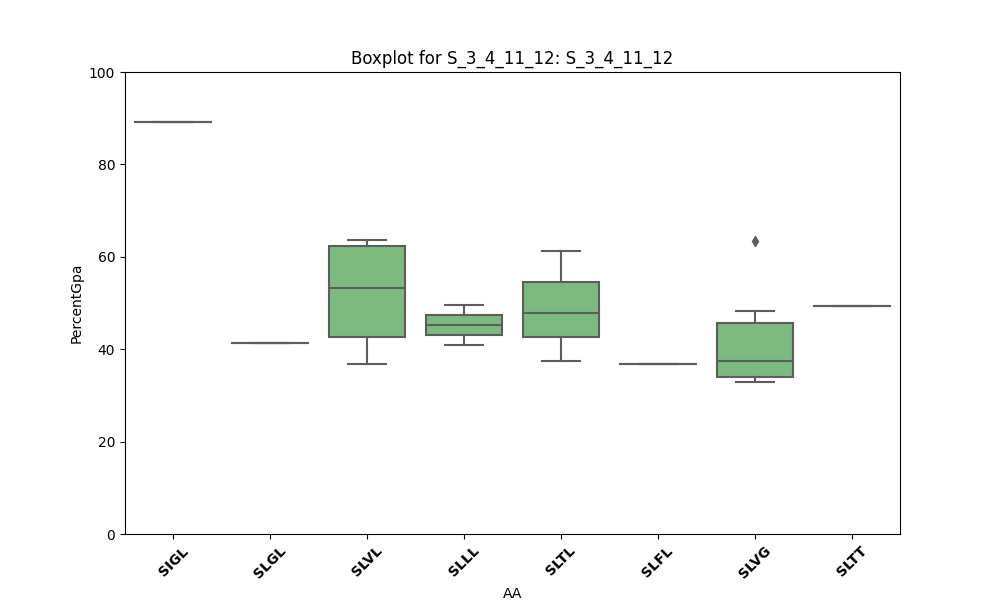 Boxplot for S_3_4_11_12: S_3_4_11_12
PercentGpa
100
80
60
40
20
0
SIGL SLGL SLVL SLLL SLTL SLFL SLVG SLTT
AA